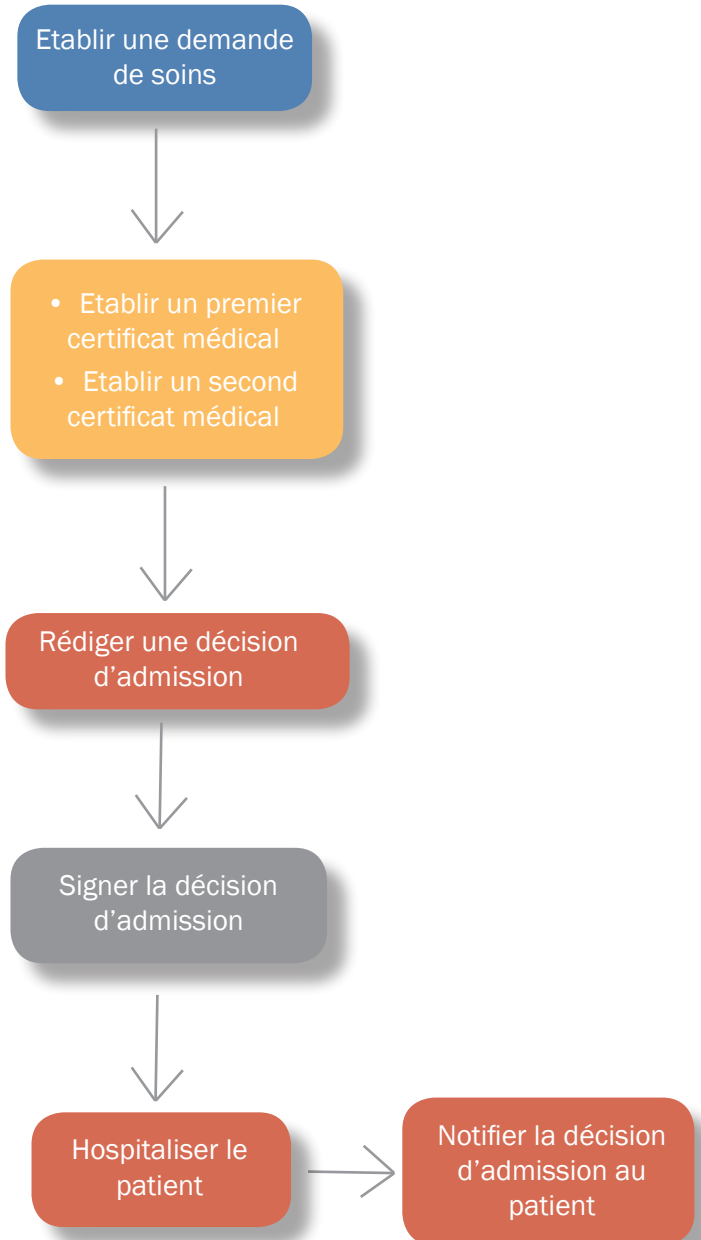 Etablir une demande
de soins
• Etablir un premier
certificat médical
• Etablir un second
certificat médical
Rédiger une décision
d'admission
Signer la décision
d'admission
Hospitaliser le
patient
Notifier la décision
d'admission au
patient